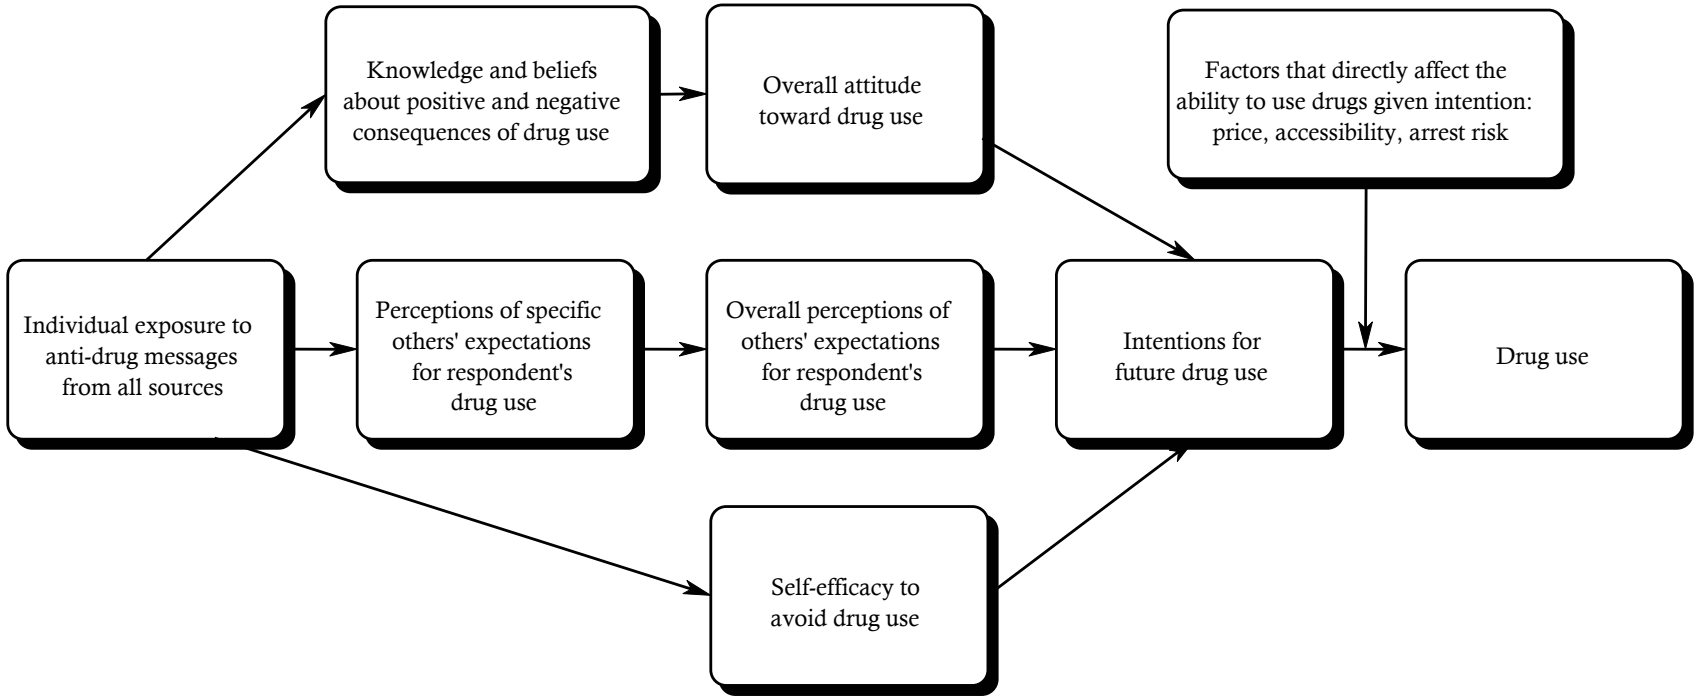 Knowledge and beliefs
about positive and negative
consequences of drug use
Overall attitude
toward drug use
Factors that directly affect the
ability to use drugs given intention:
price, accessibility, arrest risk
Individual exposure to
anti-drug messages
from all sources
Perceptions of specific
others' expectations
for respondent's
drug use
Overall perceptions of
others' expectations
for respondent's
drug use
Intentions for
future drug use
Drug use
Self-efficacy to
avoid drug use